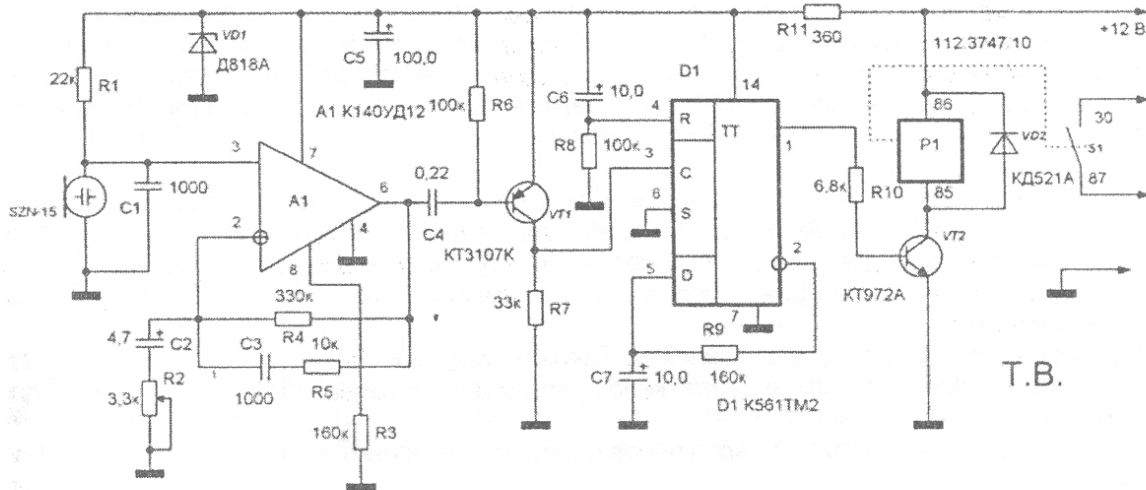 VD1
Д818А
C5
100,0
R11
360
+12 В
112.3747.10
D1
22к
R1
A1 К140УД12
100к
R6
C6
10,0
14
86
30
4
R
TT
3
7
R8
100к
1
P1
VD2
S1
A1
6
0,22
3
C
6,8к
R10
87
SZN-15
1000
C1
КД521А
2
4
C4
VT1
6
S
85
8
КТ3107К
2
VT2
5
D
КТ972А
330к
33к
R7
7
4,7
C2
R4
R9
C3
10к
C7
10,0
160к
R2
R5
3,3к
1000
D1 К561ТМ2
Т.В.
160к
R3